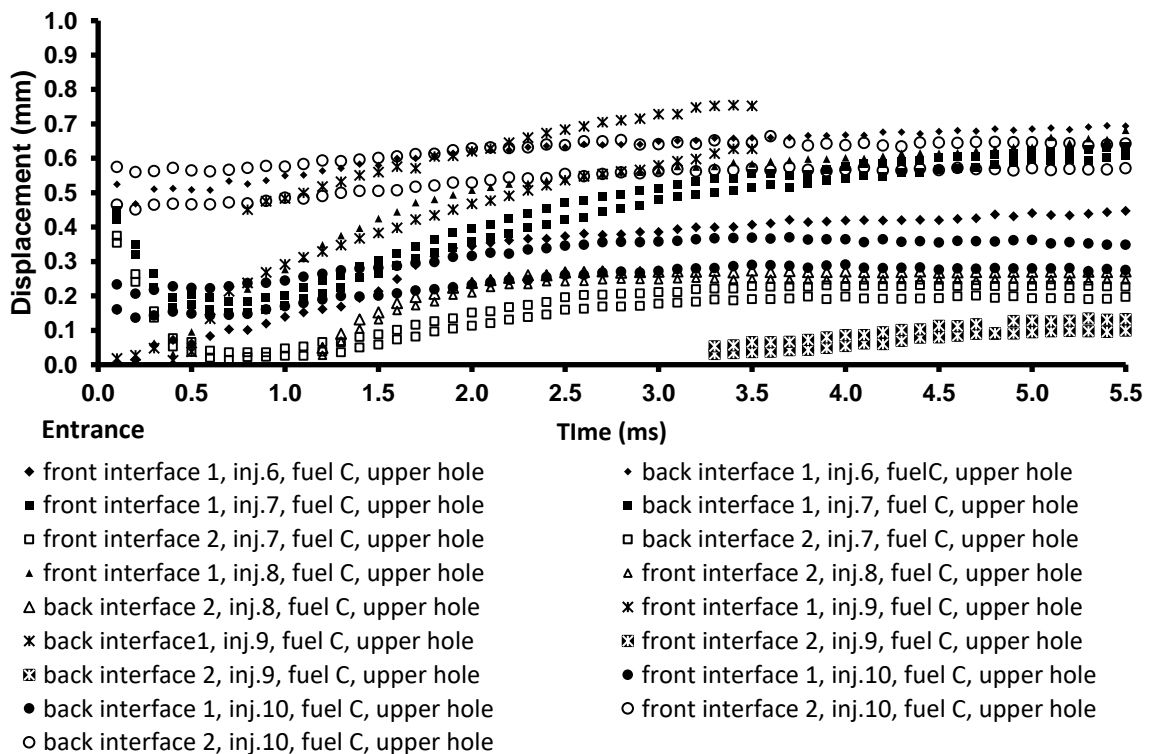 1.0
0.9
0.8
0.7
0.6
0.5
0.4
0.3
0.2
0.1
0.0
Displacement (mm)
0.0 0.5 1.0 1.5 2.0 2.5 3.0 3.5 4.0 4.5 5.0 5.5
Entrance
TIme (ms)
front interface 1, inj.6, fuel C, upper hole
back interface 1, inj.6, fuelC, upper hole
front interface 1, inj.7, fuel C, upper hole
back interface 1, inj.7, fuel C, upper hole
front interface 2, inj.7, fuel C, upper hole
back interface 2, inj.7, fuel C, upper hole
front interface 1, inj.8, fuel C, upper hole
front interface 2, inj.8, fuel C, upper hole
back interface 2, inj.8, fuel C, upper hole
front interface 1, inj.9, fuel C, upper hole
back interface1, inj.9, fuel C, upper hole
front interface 2, inj.9, fuel C, upper hole
back interface 2, inj.9, fuel C, upper hole
front interface 1, inj.10, fuel C, upper hole
back interface 1, inj.10, fuel C, upper hole
front interface 2, inj.10, fuel C, upper hole
back interface 2, inj.10, fuel C, upper hole